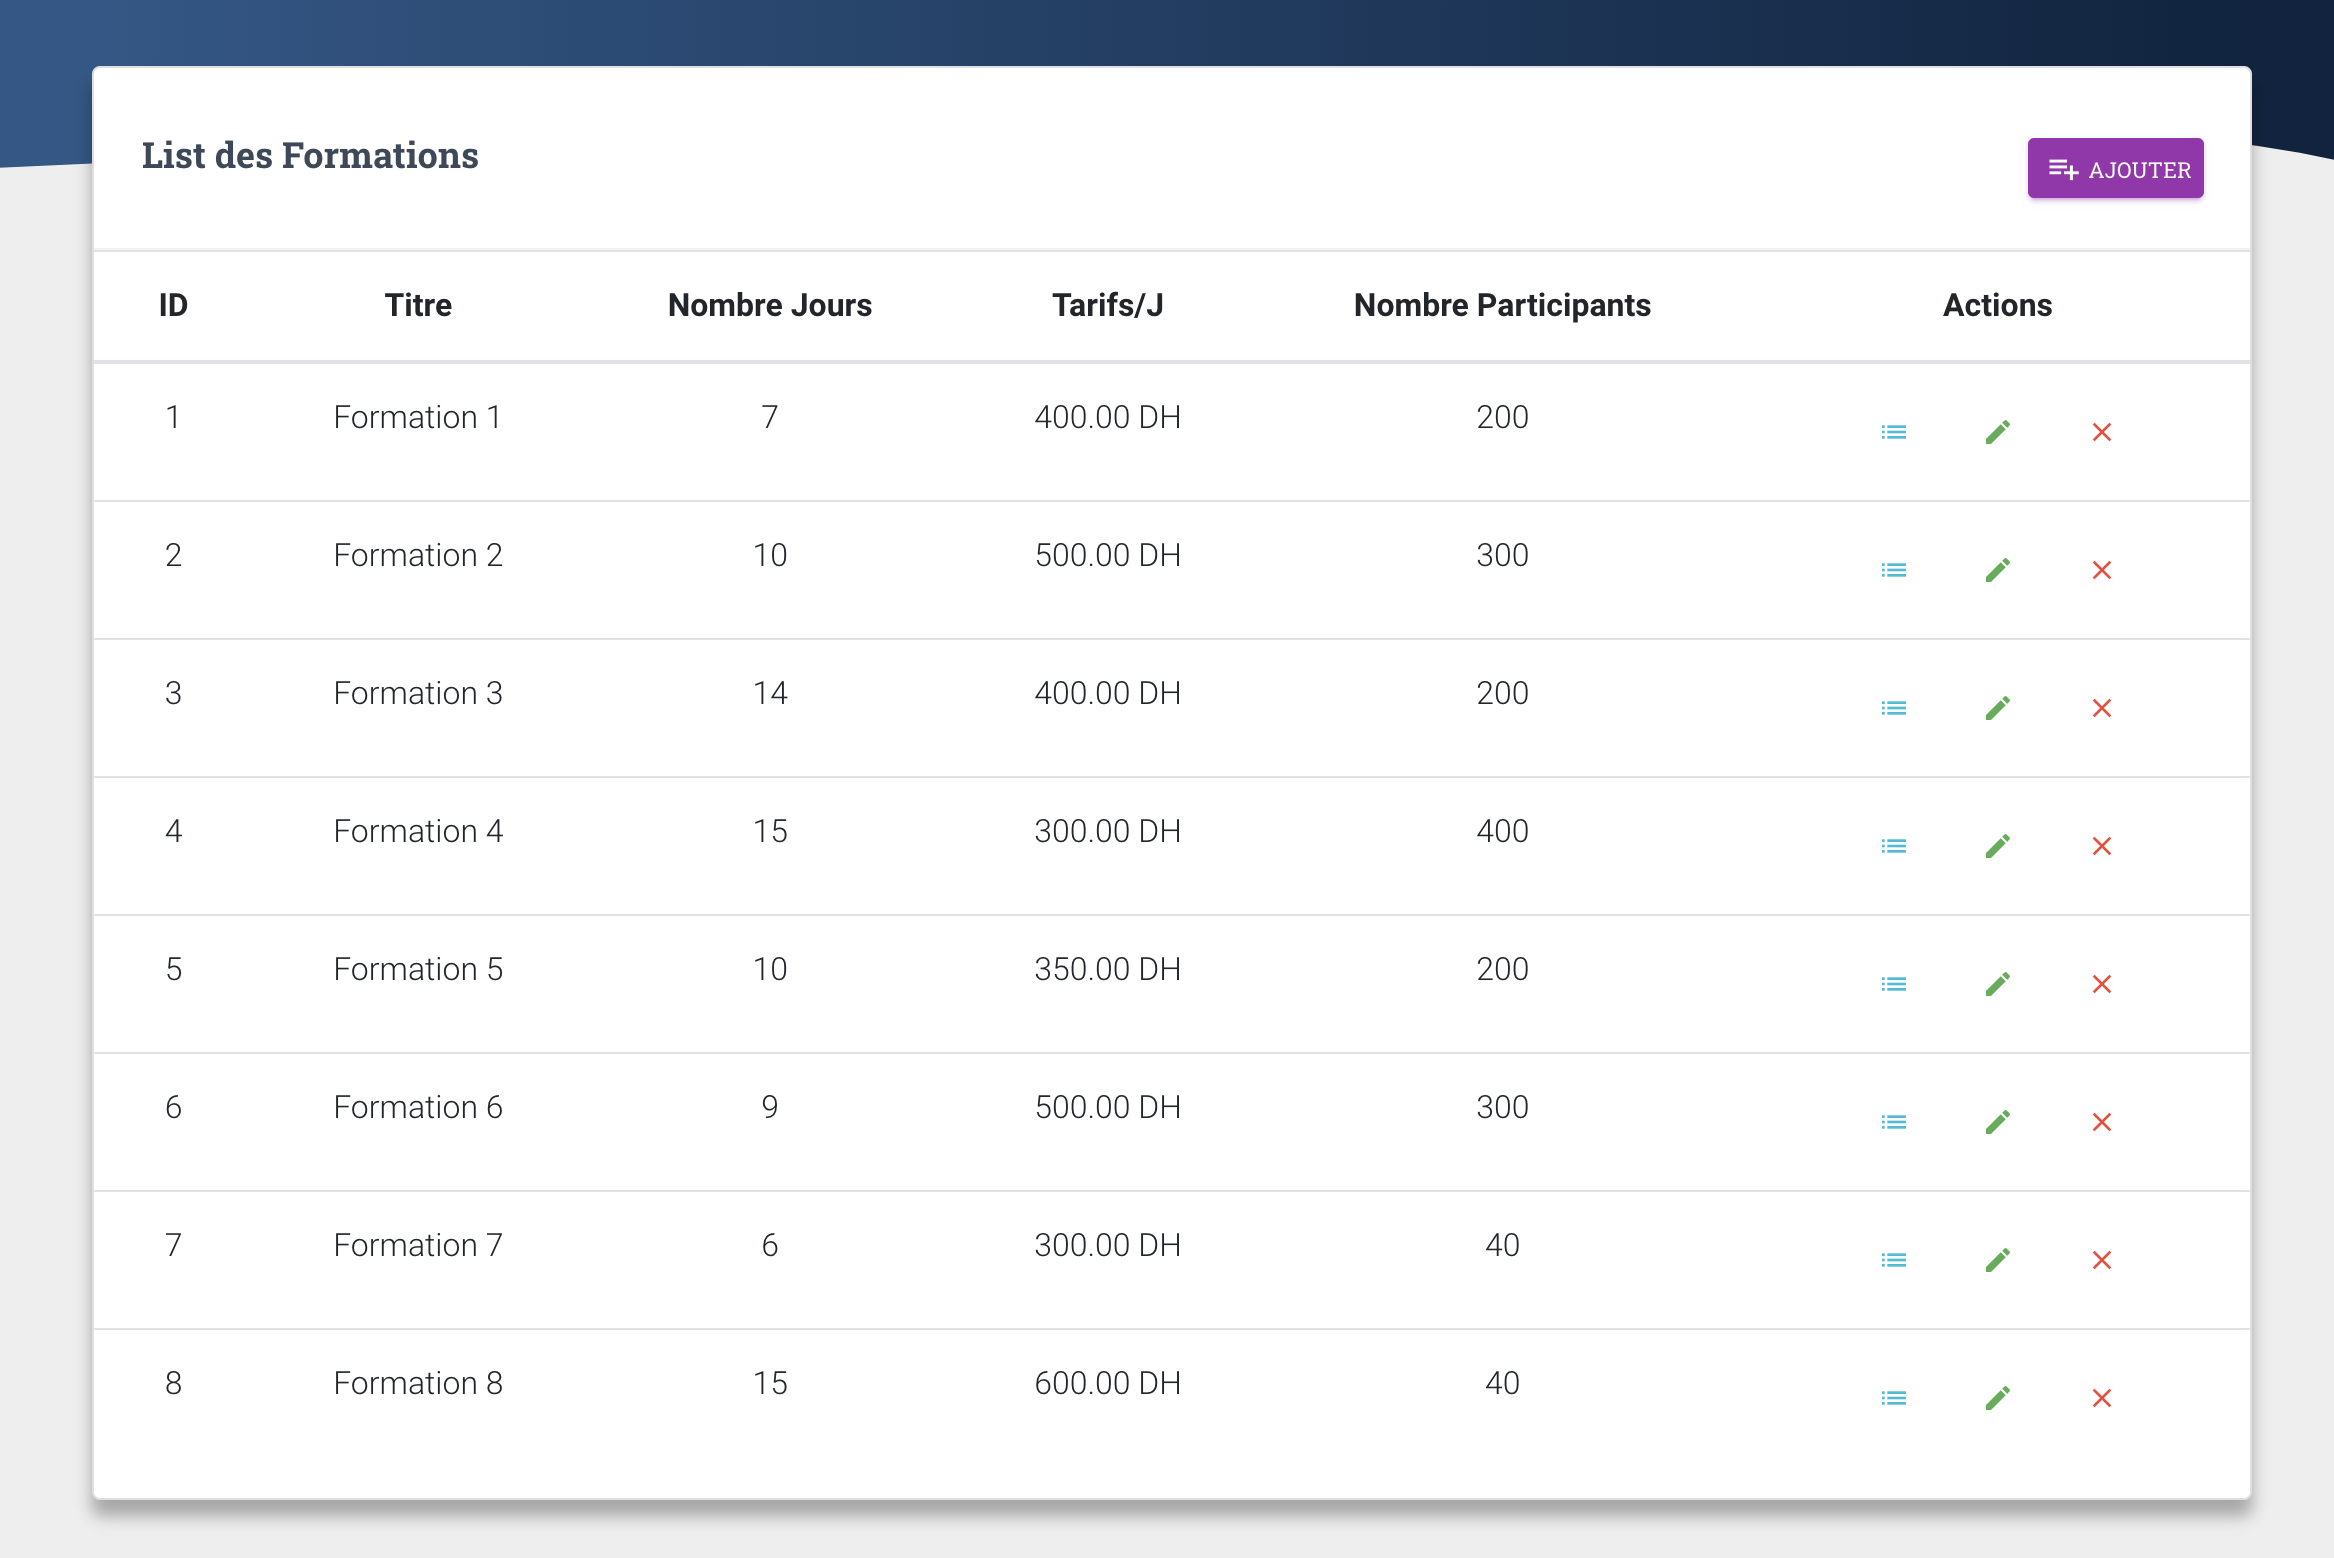 List des Formations
AJOUTER
ID Titre Nombre Jours Tarifs/J Nombre Participants Actions
1 Formation 1 7 400.00 DH 200
2 Formation 2 10 500.00 DH 300
3 Formation 3 14 400.00 DH 200
4 Formation 4 15 300.00 DH 400
5 Formation 5 10 350.00 DH 200
6 Formation 6 9 500.00 DH 300
7 Formation 7 6 300.00 DH 40
8 Formation 8 15 600.00 DH 40